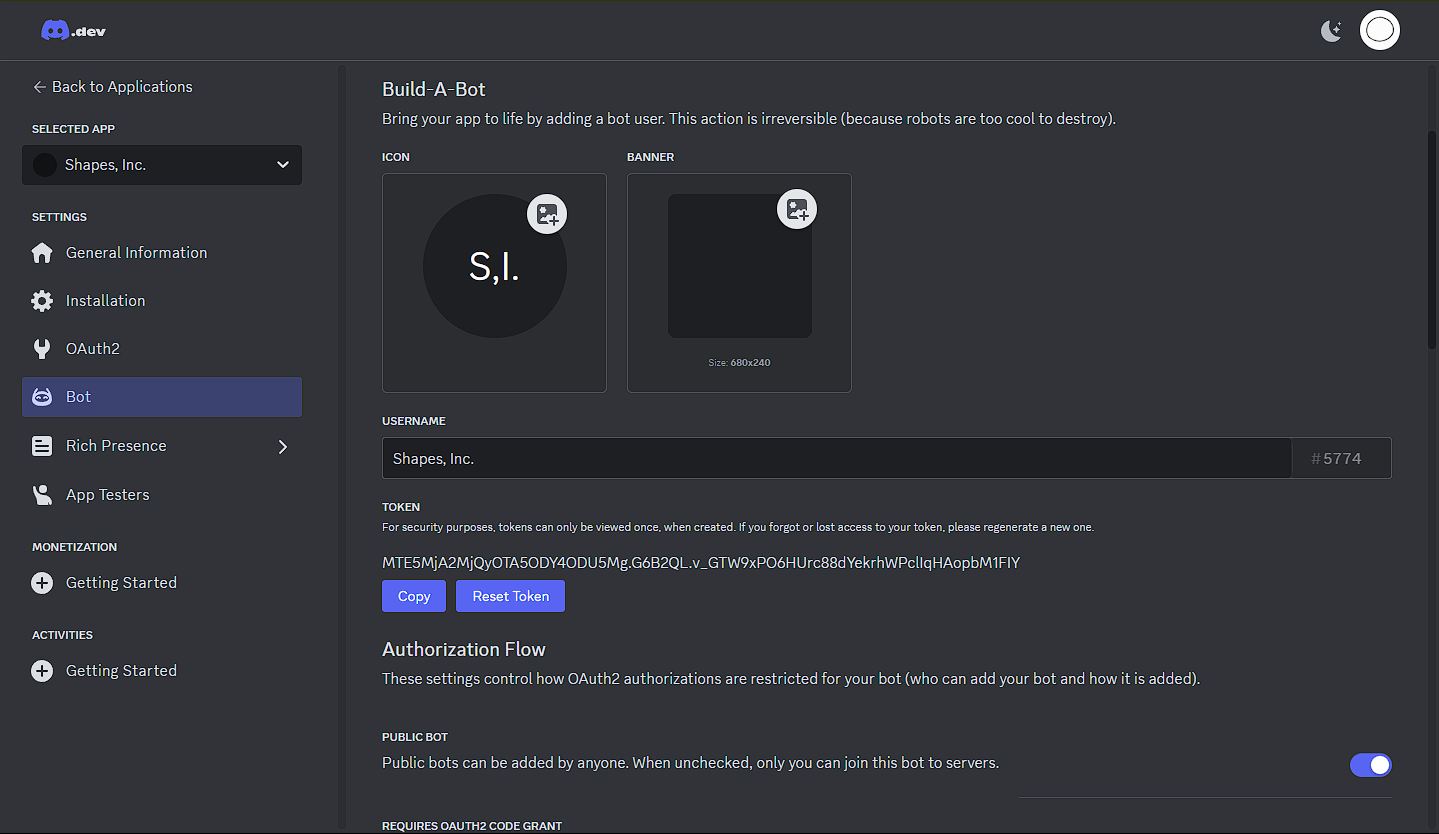 .dev
Back to Applications
SELECTED APP
Shapes, Inc.
SETTINGS
General Information
Installation
OAuth2
Bot
Rich Presence
App Testers
MONETIZATION
Getting Started
ACTIVITIES
Getting Started
Build-A-Bot
Bring your app to life by adding a bot user. This action is irreversible (because robots are too cool to destroy).
ICON
BANNER
S,I.
Size: 680x240
USERNAME
Shapes, Inc.
#5774
TOKEN
For security purposes, tokens can only be viewed once, when created. If you forgot or lost access to your token, please regenerate a new one.
Copy
Reset Token
Authorization Flow
These settings control how OAuth2 authorizations are restricted for your bot (who can add your bot and how it is added).
PUBLIC BOT
Public bots can be added by anyone. When unchecked, only you can join this bot to servers.
REQUIRES OAUTH2 CODE GRANT